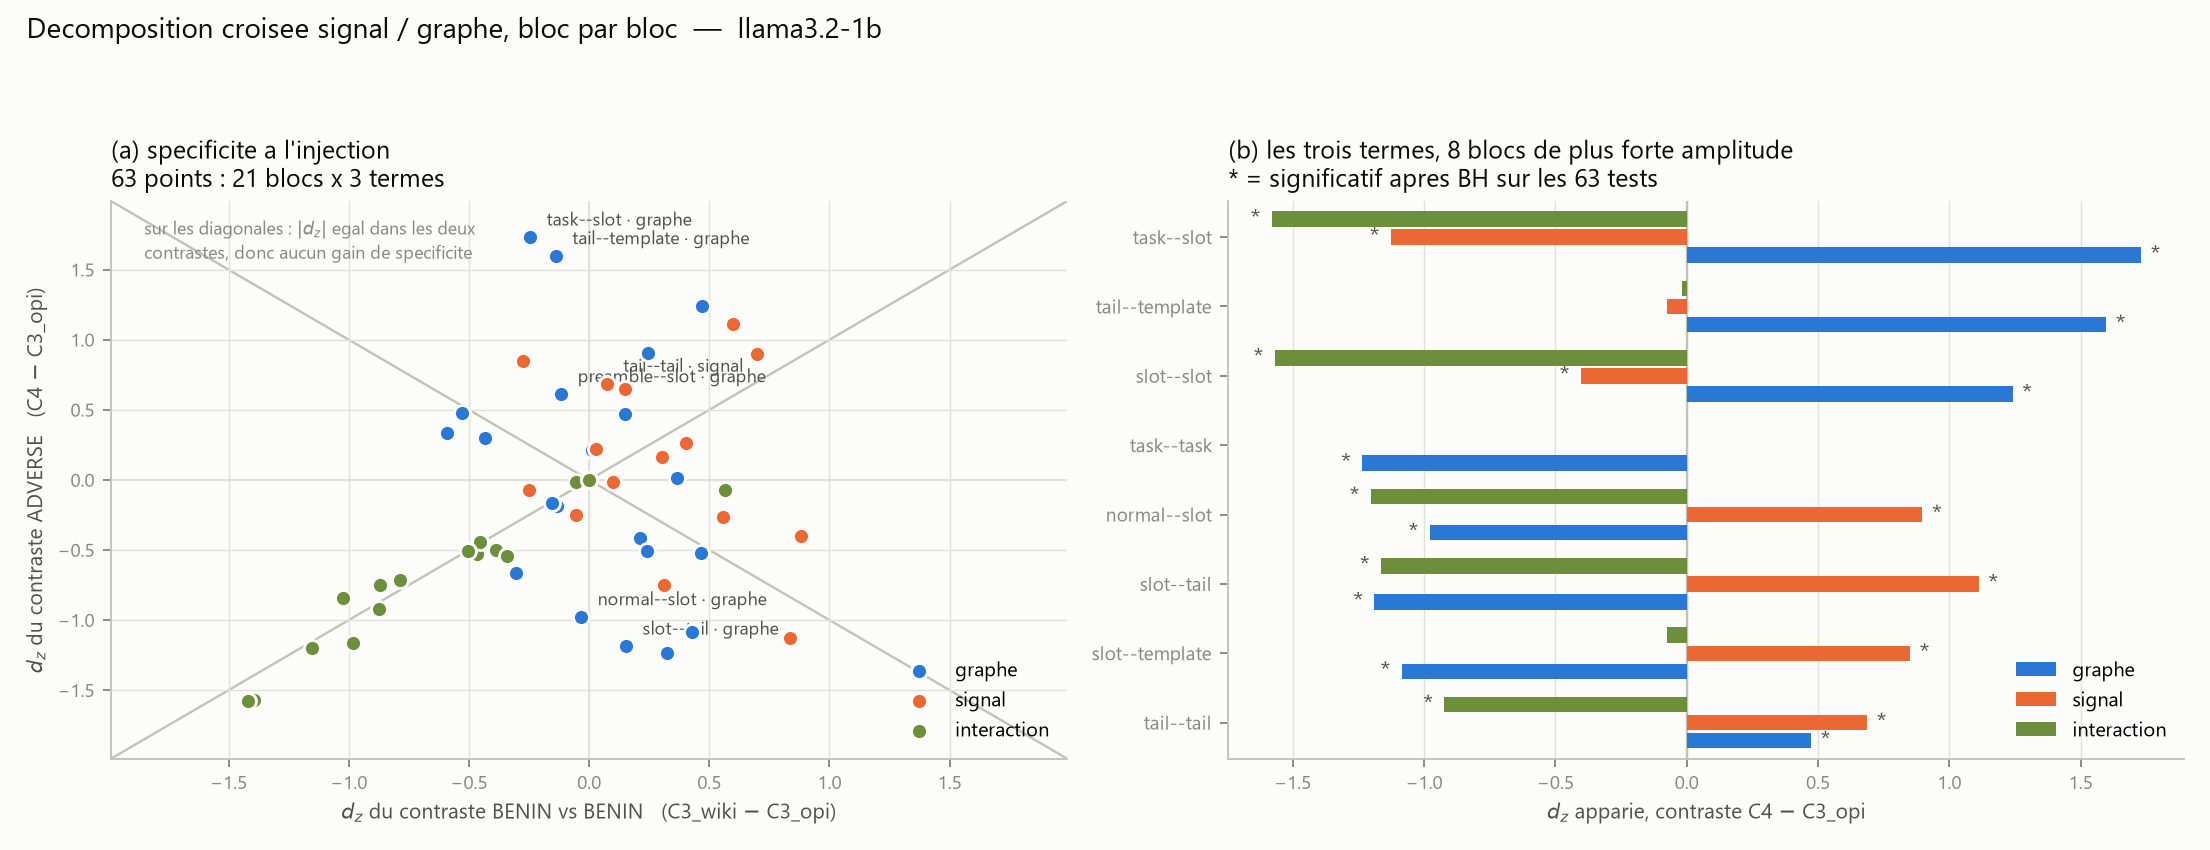 Decomposition croisee signal / graphe, bloc par bloc — llama3.2-1b
(a) specificite a l'injection
63 points : 21 blocs x 3 termes
sur les diagonales : |d_z| egal dans les deux
contrastes, donc aucun gain de specificite
task--slot · graphe
tail--template · graphe
tail--tail · signal
preamble--slot · graphe
normal--slot · graphe
· graphe
graphe
signal
interaction
1.5
1.0
0.5
0.0
−0.5
−1.0
−1.5
d_z du contraste ADVERSE (C4 − C3_opi)
−1.5
−1.0
−0.5
0.0
0.5
1.0
1.5
d_z du contraste BENIN vs BENIN (C3_wiki − C3_opi)
(b) les trois termes, 8 blocs de plus forte amplitude
* = significatif apres BH sur les 63 tests
task--slot
* * *
tail--template
*
slot--slot
* * *
task--task
*
normal--slot
* * *
slot--tail
* * *
slot--template
* *
tail--tail
* * *
graphe
signal
interaction
−1.5
−1.0
−0.5
0.0
0.5
1.0
1.5
d_z apparie, contraste C4 − C3_opi